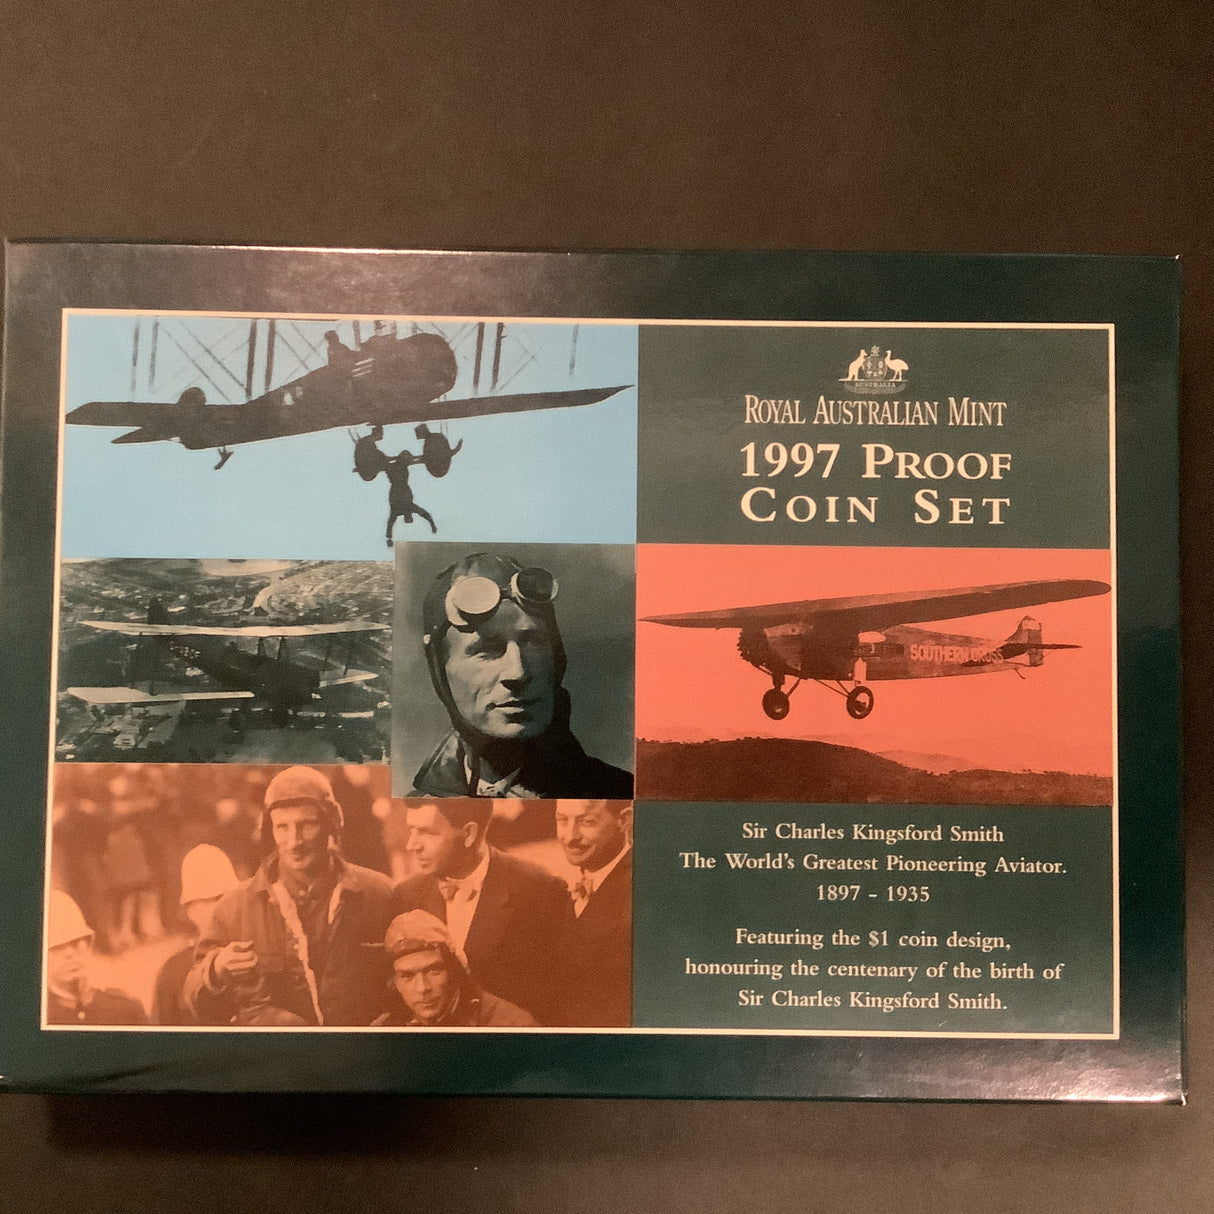 AUSTRALIA
ROYAL AUSTRALIAN MINT
1997 PROOF
COIN SET
SOUTHERN CROSS
Sir Charles Kingsford Smith
The World's Greatest Pioneering Aviator.
1897 - 1935
Featuring the $1 coin design,
honouring the centenary of the birth of
Sir Charles Kingsford Smith.